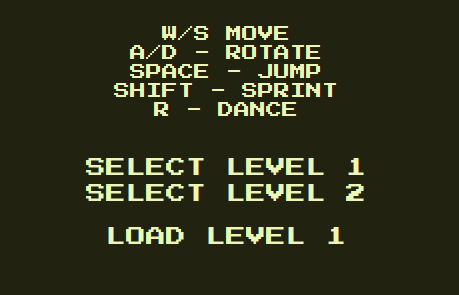 W/S MOVE
A/D - ROTATE
SPACE - JUMP
SHIFT - SPRINT
R - DANCE
SELECT LEVEL 1
SELECT LEVEL 2
LOAD LEVEL 1